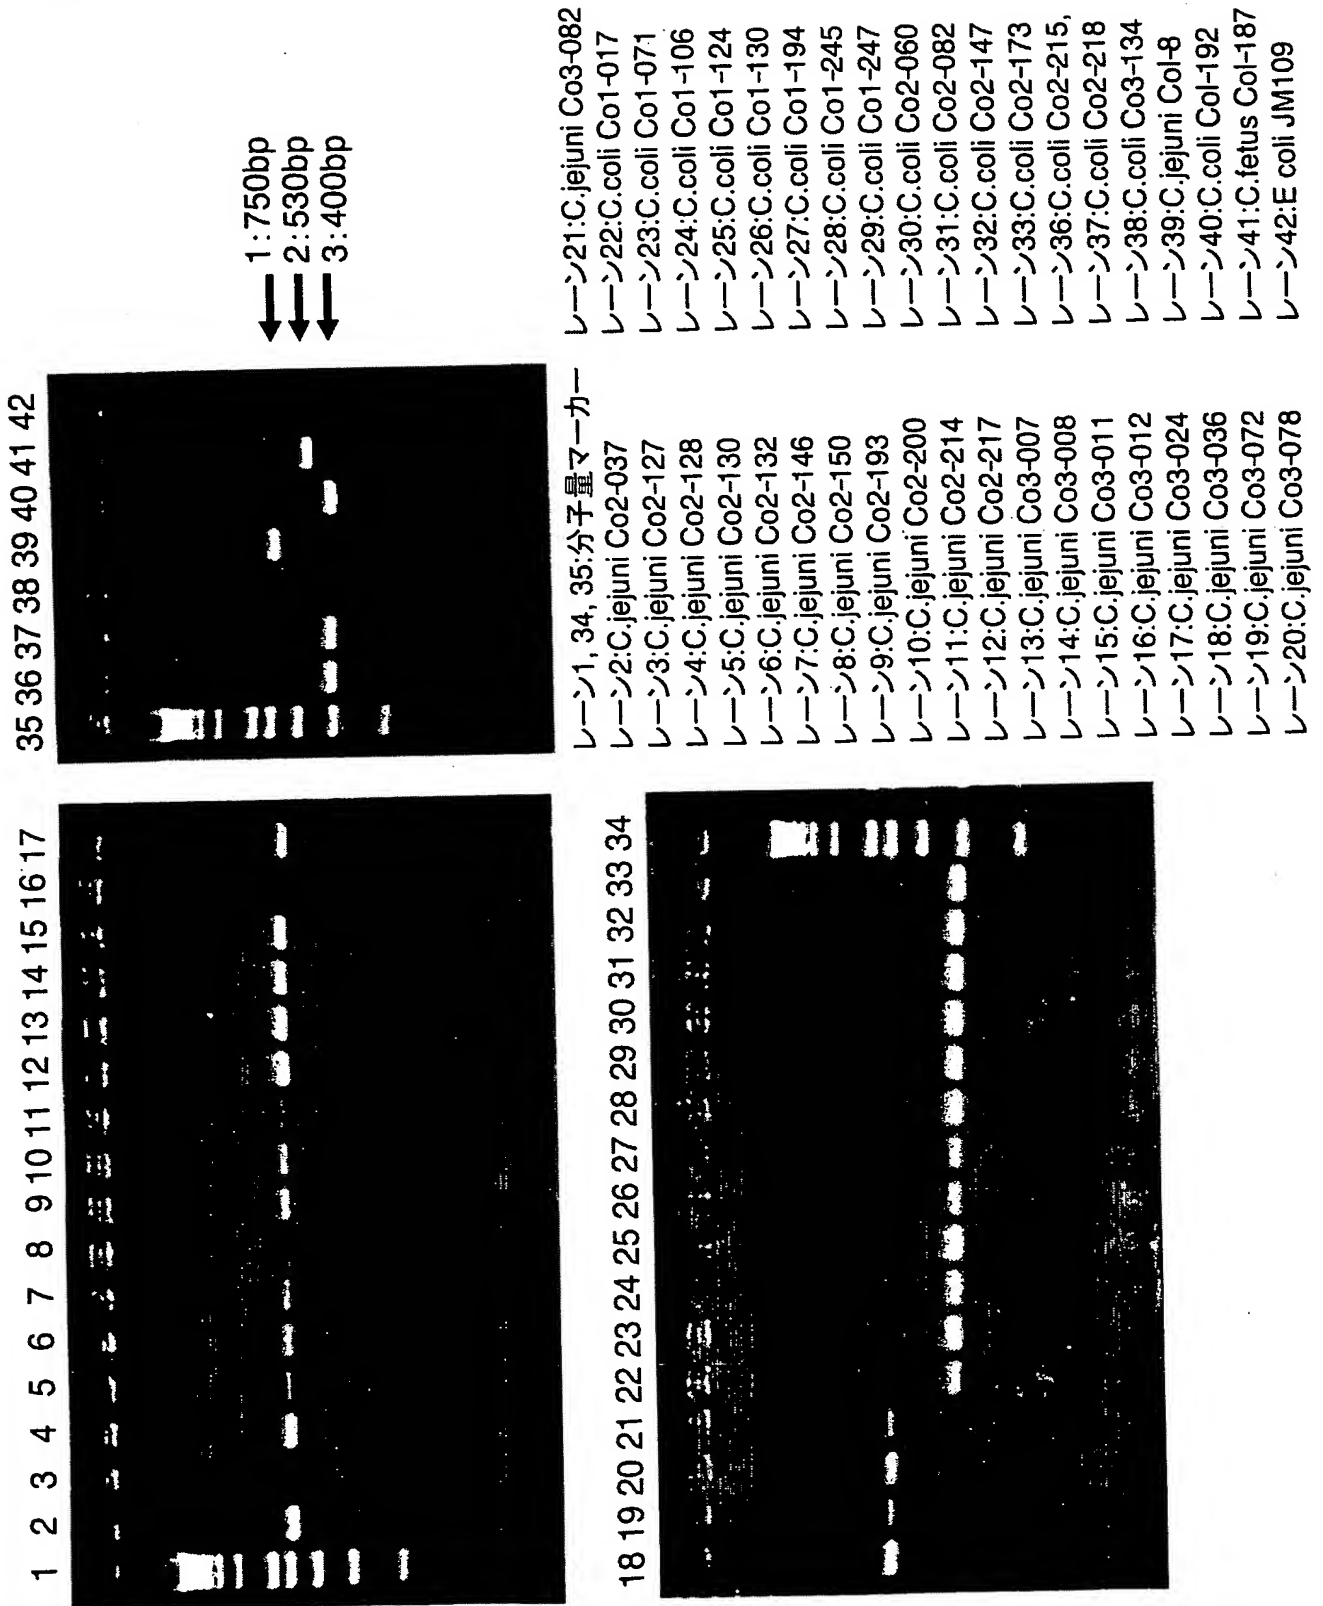 1 2 3 4 5 6 7 8 9 10 11 12 13 14 15 16 17
35 36 37 38 39 40 41 42
1:750bp
2:530bp
3:400bp
18 19 20 21 22 23 24 25 26 27 28 29 30 31 32 33 34
レーン1, 34, 35:分子量マーカー
レーン2:C.jejuni Co2-037
レーン3:C.jejuni Co2-127
レーン4:C.jejuni Co2-128
レーン5:C.jejuni Co2-130
レーン6:C.jejuni Co2-132
レーン7:C.jejuni Co2-146
レーン8:C.jejuni Co2-150
レーン9:C.jejuni Co2-193
レーン10:C.jejuni Co2-200
レーン11:C.jejuni Co2-214
レーン12:C.jejuni Co2-217
レーン13:C.jejuni Co3-007
レーン14:C.jejuni Co3-008
レーン15:C.jejuni Co3-011
レーン16:C.jejuni Co3-012
レーン17:C.jejuni Co3-024
レーン18:C.jejuni Co3-036
レーン19:C.jejuni Co3-072
レーン20:C.jejuni Co3-078
レーン21:C.jejuni Co3-082
レーン22:C.coli Co1-017
レーン23:C.coli Co1-071
レーン24:C.coli Co1-106
レーン25:C.coli Co1-124
レーン26:C.coli Co1-130
レーン27:C.coli Co1-194
レーン28:C.coli Co1-245
レーン29:C.coli Co1-247
レーン30:C.coli Co2-060
レーン31:C.coli Co2-082
レーン32:C.coli Co2-147
レーン33:C.coli Co2-173
レーン36:C.coli Co2-215,
レーン37:C.coli Co2-218
レーン38:C.coli Co3-134
レーン39:C.jejuni Col-8
レーン40:C.coli Col-192
レーン41:C.fetus Col-187
レーン42:E coli JM109